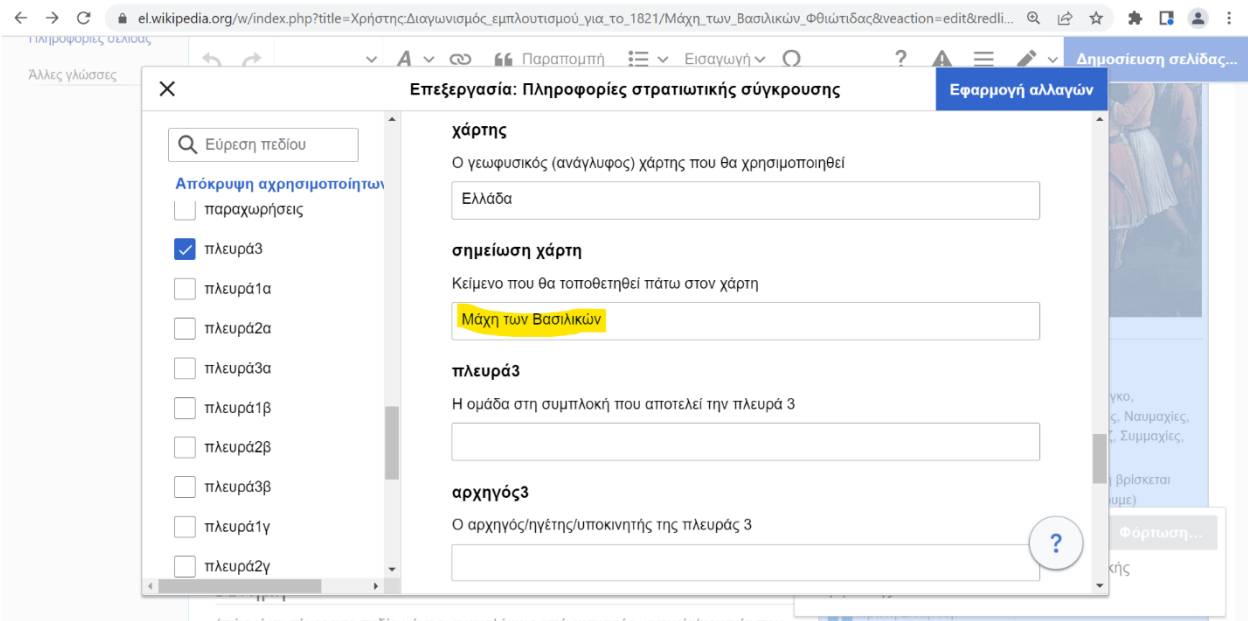 el.wikipedia.org/w/index.php?title=Χρήστης:Διαγωνισμός_εμπλουτισμού_για_το_1821/Μάχη_των_Βασιλικών_Φθιώτιδας&veaction=edit&redli...
Πληροφορίες σελίδας
Άλλες γλώσσες
Παραπομπή
Εισαγωγή
Δημοσίευση σελίδας...
Επεξεργασία: Πληροφορίες στρατιωτικής σύγκρουσης
Εφαρμογή αλλαγών
Εύρεση πεδίου
Απόκρυψη αχρησιμοποίητων
παραχωρήσεις
πλευρά3
πλευρά1α
πλευρά2α
πλευρά3α
πλευρά1β
πλευρά2β
πλευρά3β
πλευρά1γ
πλευρά2γ
χάρτης
Ο γεωφυσικός (ανάγλυφος) χάρτης που θα χρησιμοποιηθεί
Ελλάδα
σημείωση χάρτη
Κείμενο που θα τοποθετηθεί πάτω στον χάρτη
Μάχη των Βασιλικών
πλευρά3
Η ομάδα στη συμπλοκή που αποτελεί την πλευρά 3
αρχηγός3
Ο αρχηγός/ηγέτης/υποκινητής της πλευράς 3
?
Ναυμαχίες,
Συμμαχίες,
βρίσκεται
Φόρτωση...